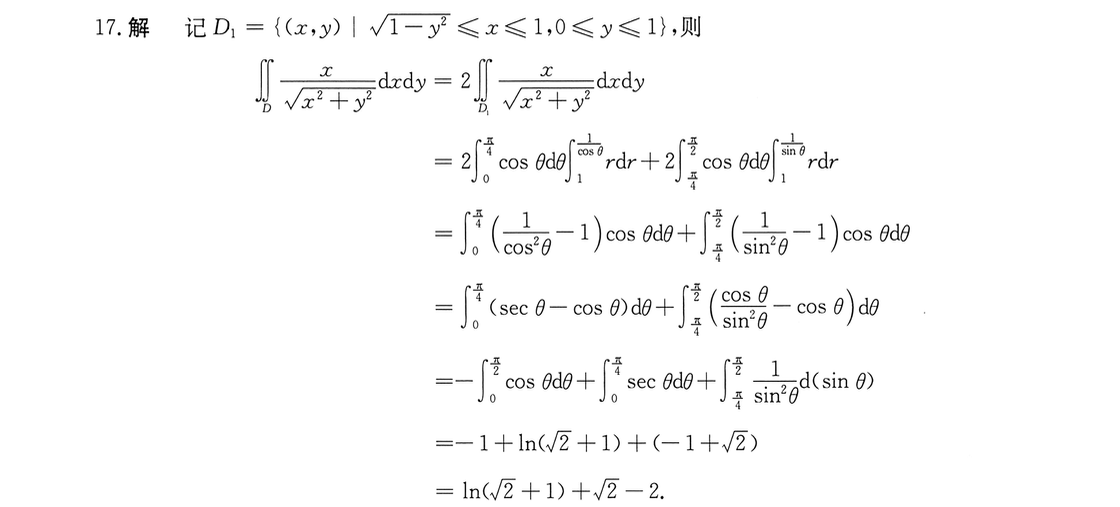 17. 解 记 D₁ = {(x,y) | √(1−y²) ⩽ x ⩽ 1, 0 ⩽ y ⩽ 1}, 则
∬_D x/√(x²+y²) dxdy = 2∬_{D₁} x/√(x²+y²) dxdy
= 2∫_0^{π/4} cos θdθ ∫_1^{1/cos θ} rdr + 2∫_{π/4}^{π/2} cos θdθ ∫_1^{1/sin θ} rdr
= ∫_0^{π/4} (1/cos²θ − 1) cos θdθ + ∫_{π/4}^{π/2} (1/sin²θ − 1) cos θdθ
= ∫_0^{π/4} (sec θ − cos θ)dθ + ∫_{π/4}^{π/2} (cos θ/sin²θ − cos θ)dθ
= −∫_0^{π/2} cos θdθ + ∫_0^{π/4} sec θdθ + ∫_{π/4}^{π/2} 1/sin²θ d(sin θ)
= −1 + ln(√2 + 1) + (−1 + √2)
= ln(√2 + 1) + √2 − 2.